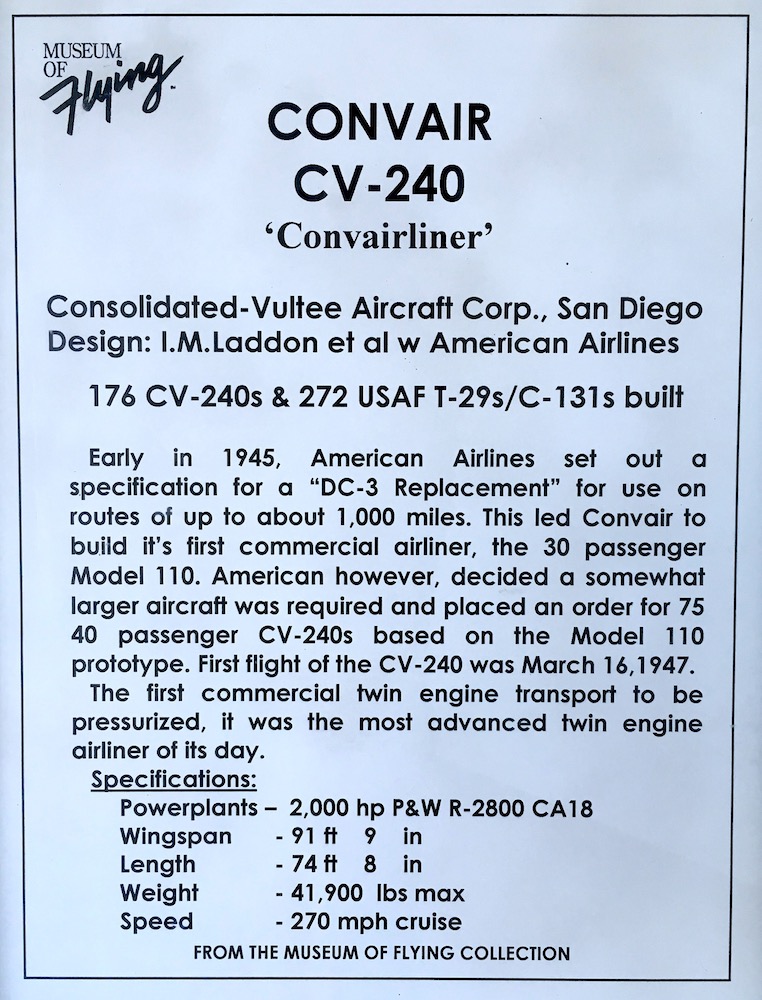 MUSEUM
OF
Flying
CONVAIR
CV-240
‘Convairliner’
Consolidated-Vultee Aircraft Corp., San Diego
Design: I.M.Laddon et al w American Airlines
176 CV-240s & 272 USAF T-29s/C-131s built
Early in 1945, American Airlines set out a
specification for a “DC-3 Replacement” for use on
routes of up to about 1,000 miles. This led Convair to
build it’s first commercial airliner, the 30 passenger
Model 110. American however, decided a somewhat
larger aircraft was required and placed an order for 75
40 passenger CV-240s based on the Model 110
prototype. First flight of the CV-240 was March 16,1947.
The first commercial twin engine transport to be
pressurized, it was the most advanced twin engine
airliner of its day.
Specifications:
Powerplants – 2,000 hp P&W R-2800 CA18
Wingspan - 91 ft 9 in
Length - 74 ft 8 in
Weight - 41,900 lbs max
Speed - 270 mph cruise
FROM THE MUSEUM OF FLYING COLLECTION